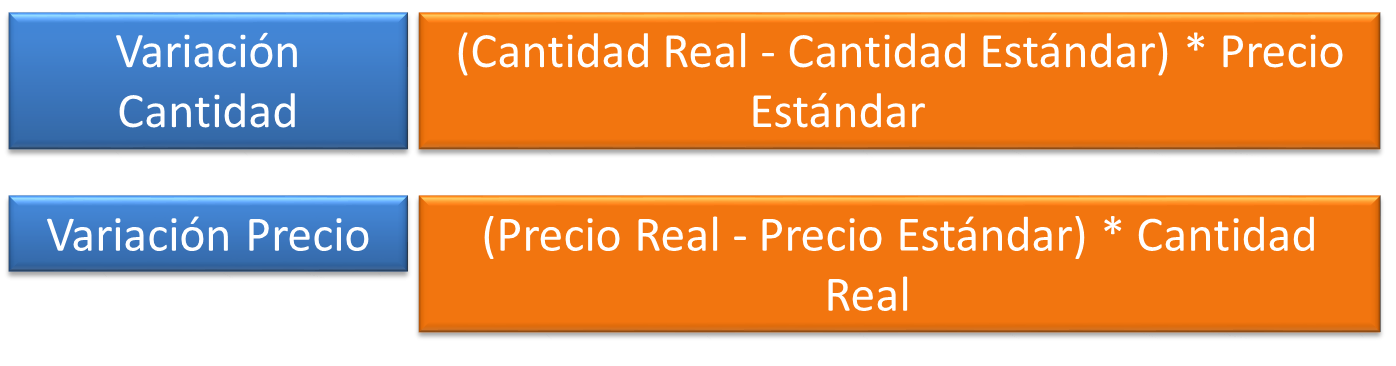 Variación
Cantidad
(Cantidad Real - Cantidad Estándar) * Precio
Estándar
Variación Precio
(Precio Real - Precio Estándar) * Cantidad
Real